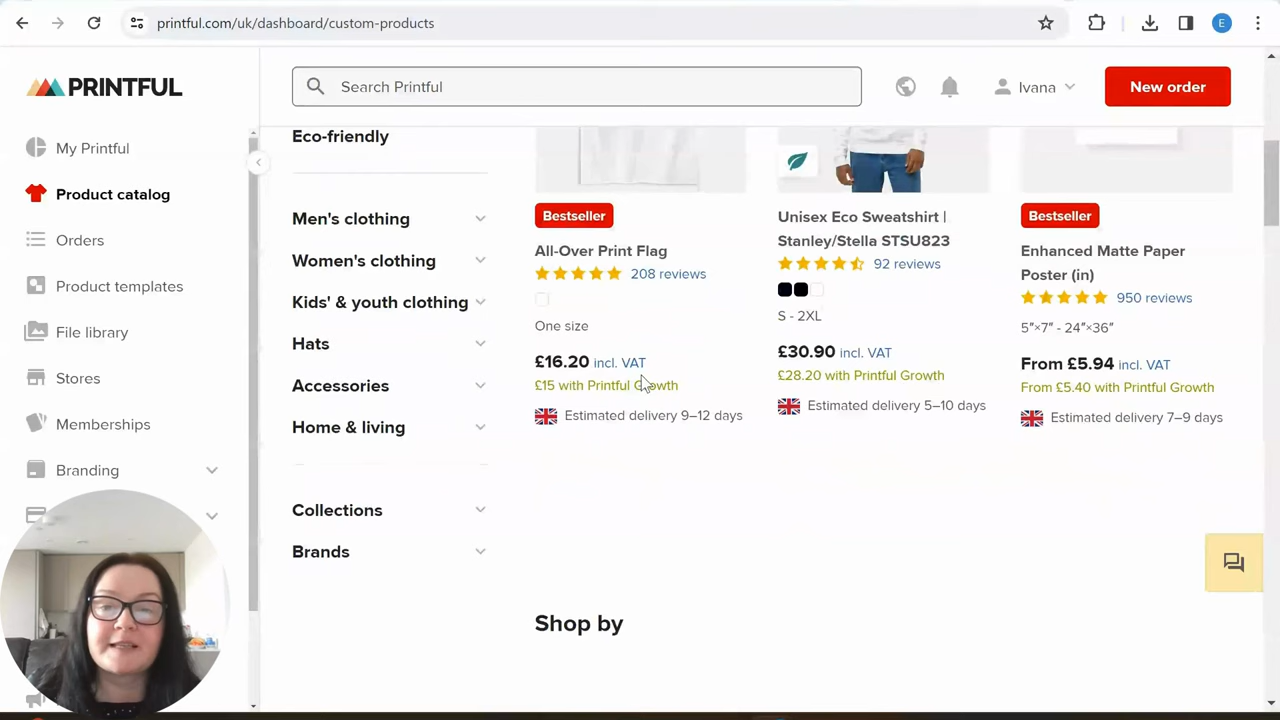 printful.com/uk/dashboard/custom-products
E
PRINTFUL
Search Printful
Ivana
New order
My Printful
Product catalog
Orders
Product templates
File library
Stores
Memberships
Branding
Eco-friendly
Men's clothing
Women's clothing
Kids' & youth clothing
Hats
Accessories
Home & living
Collections
Brands
Bestseller
All-Over Print Flag
208 reviews
One size
£16.20 incl. VAT
£15 with Printful Growth
Estimated delivery 9–12 days
Unisex Eco Sweatshirt |
Stanley/Stella STSU823
92 reviews
S - 2XL
£30.90 incl. VAT
£28.20 with Printful Growth
Estimated delivery 5–10 days
Bestseller
Enhanced Matte Paper
Poster (in)
950 reviews
5″×7″ - 24″×36″
From £5.94 incl. VAT
From £5.40 with Printful Growth
Estimated delivery 7–9 days
Shop by